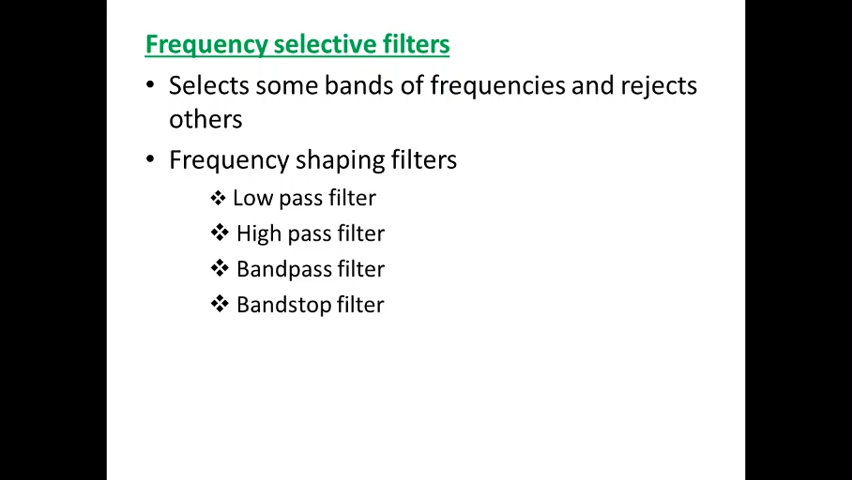 Frequency selective filters
• Selects some bands of frequencies and rejects
others
• Frequency shaping filters
❖ Low pass filter
❖ High pass filter
❖ Bandpass filter
❖ Bandstop filter